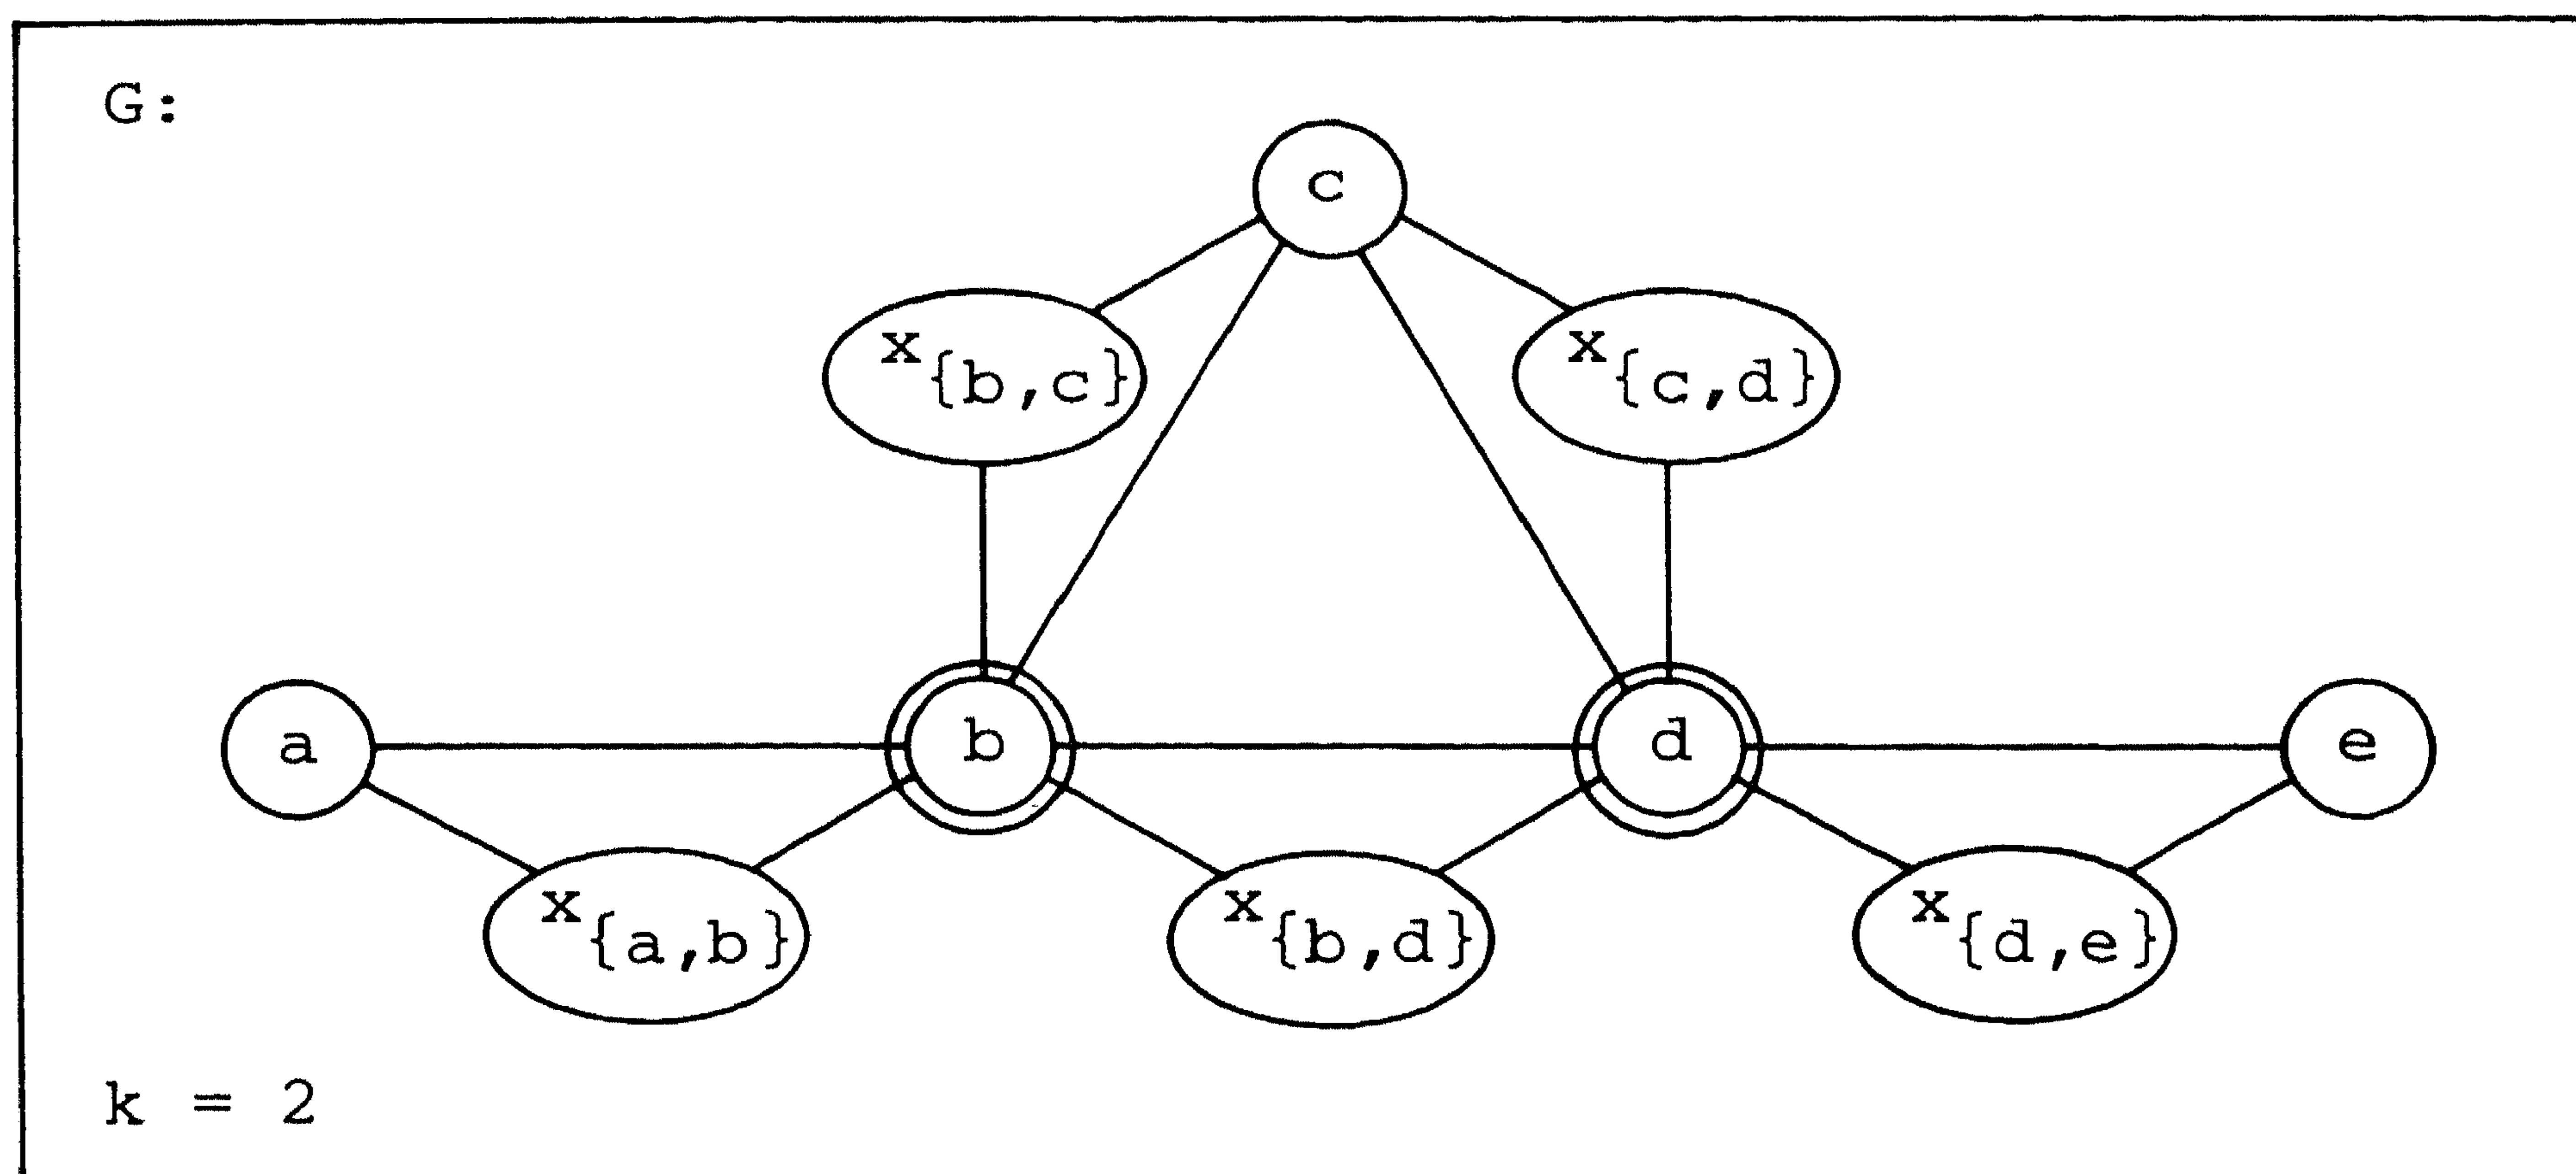 G:
c
x{b,c}
x{c,d}
a
b
d
e
x{a,b}
x{b,d}
x{d,e}
k = 2